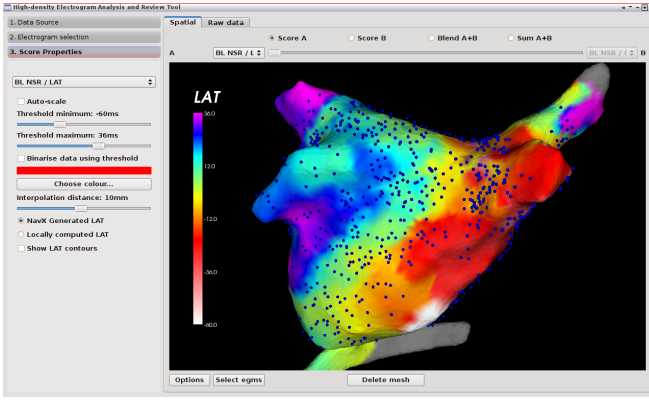 High-density Electrogram Analysis and Review Tool
1. Data Source
2. Electrogram selection
3. Score Properties
BL NSR / LAT
Auto-scale
Threshold minimum: -60ms
Threshold maximum: 36ms
Binarise data using threshold
Choose colour...
Interpolation distance: 10mm
NavX Generated LAT
Locally computed LAT
Show LAT contours
Spatial
Raw data
Score A
Score B
Blend A+B
Sum A+B
A
BL NSR / L
BL NSR / 
B
LAT
36.0
12.0
-12.0
-36.0
-60.0
Options
Select egms
Delete mesh